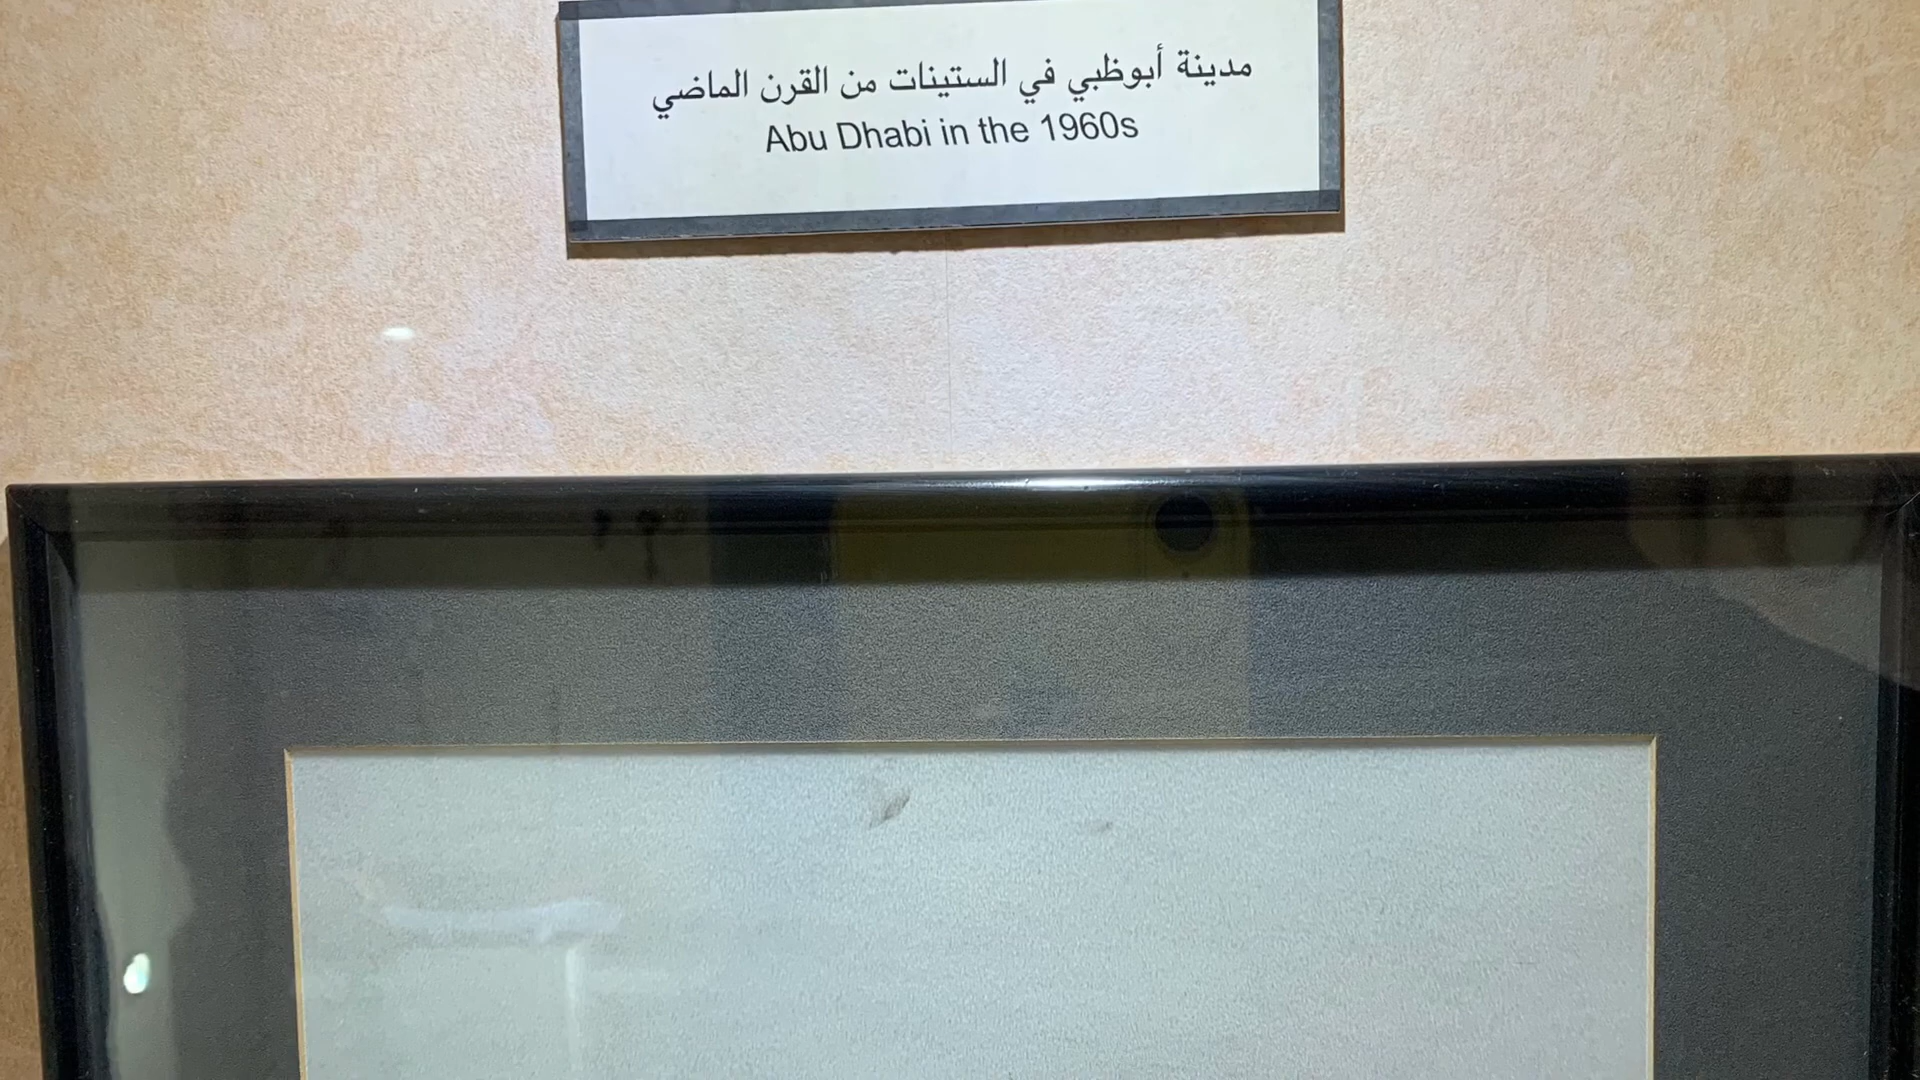 مدينة أبوظبي في الستينات من القرن الماضي
Abu Dhabi in the 1960s